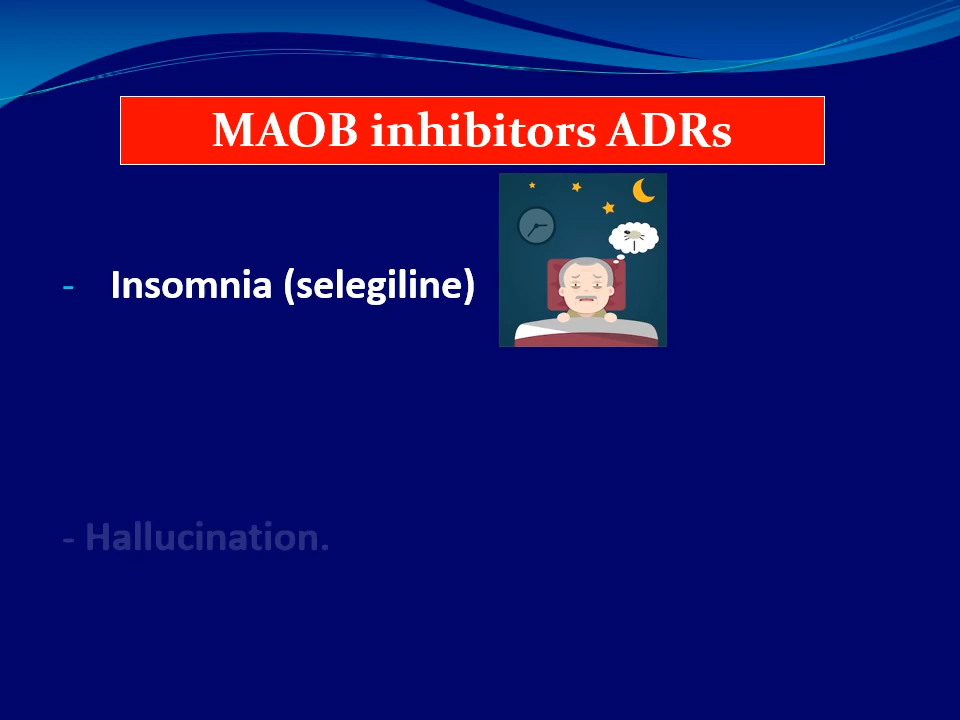 MAOB inhibitors ADRs
- Insomnia (selegiline)
- Hallucination.